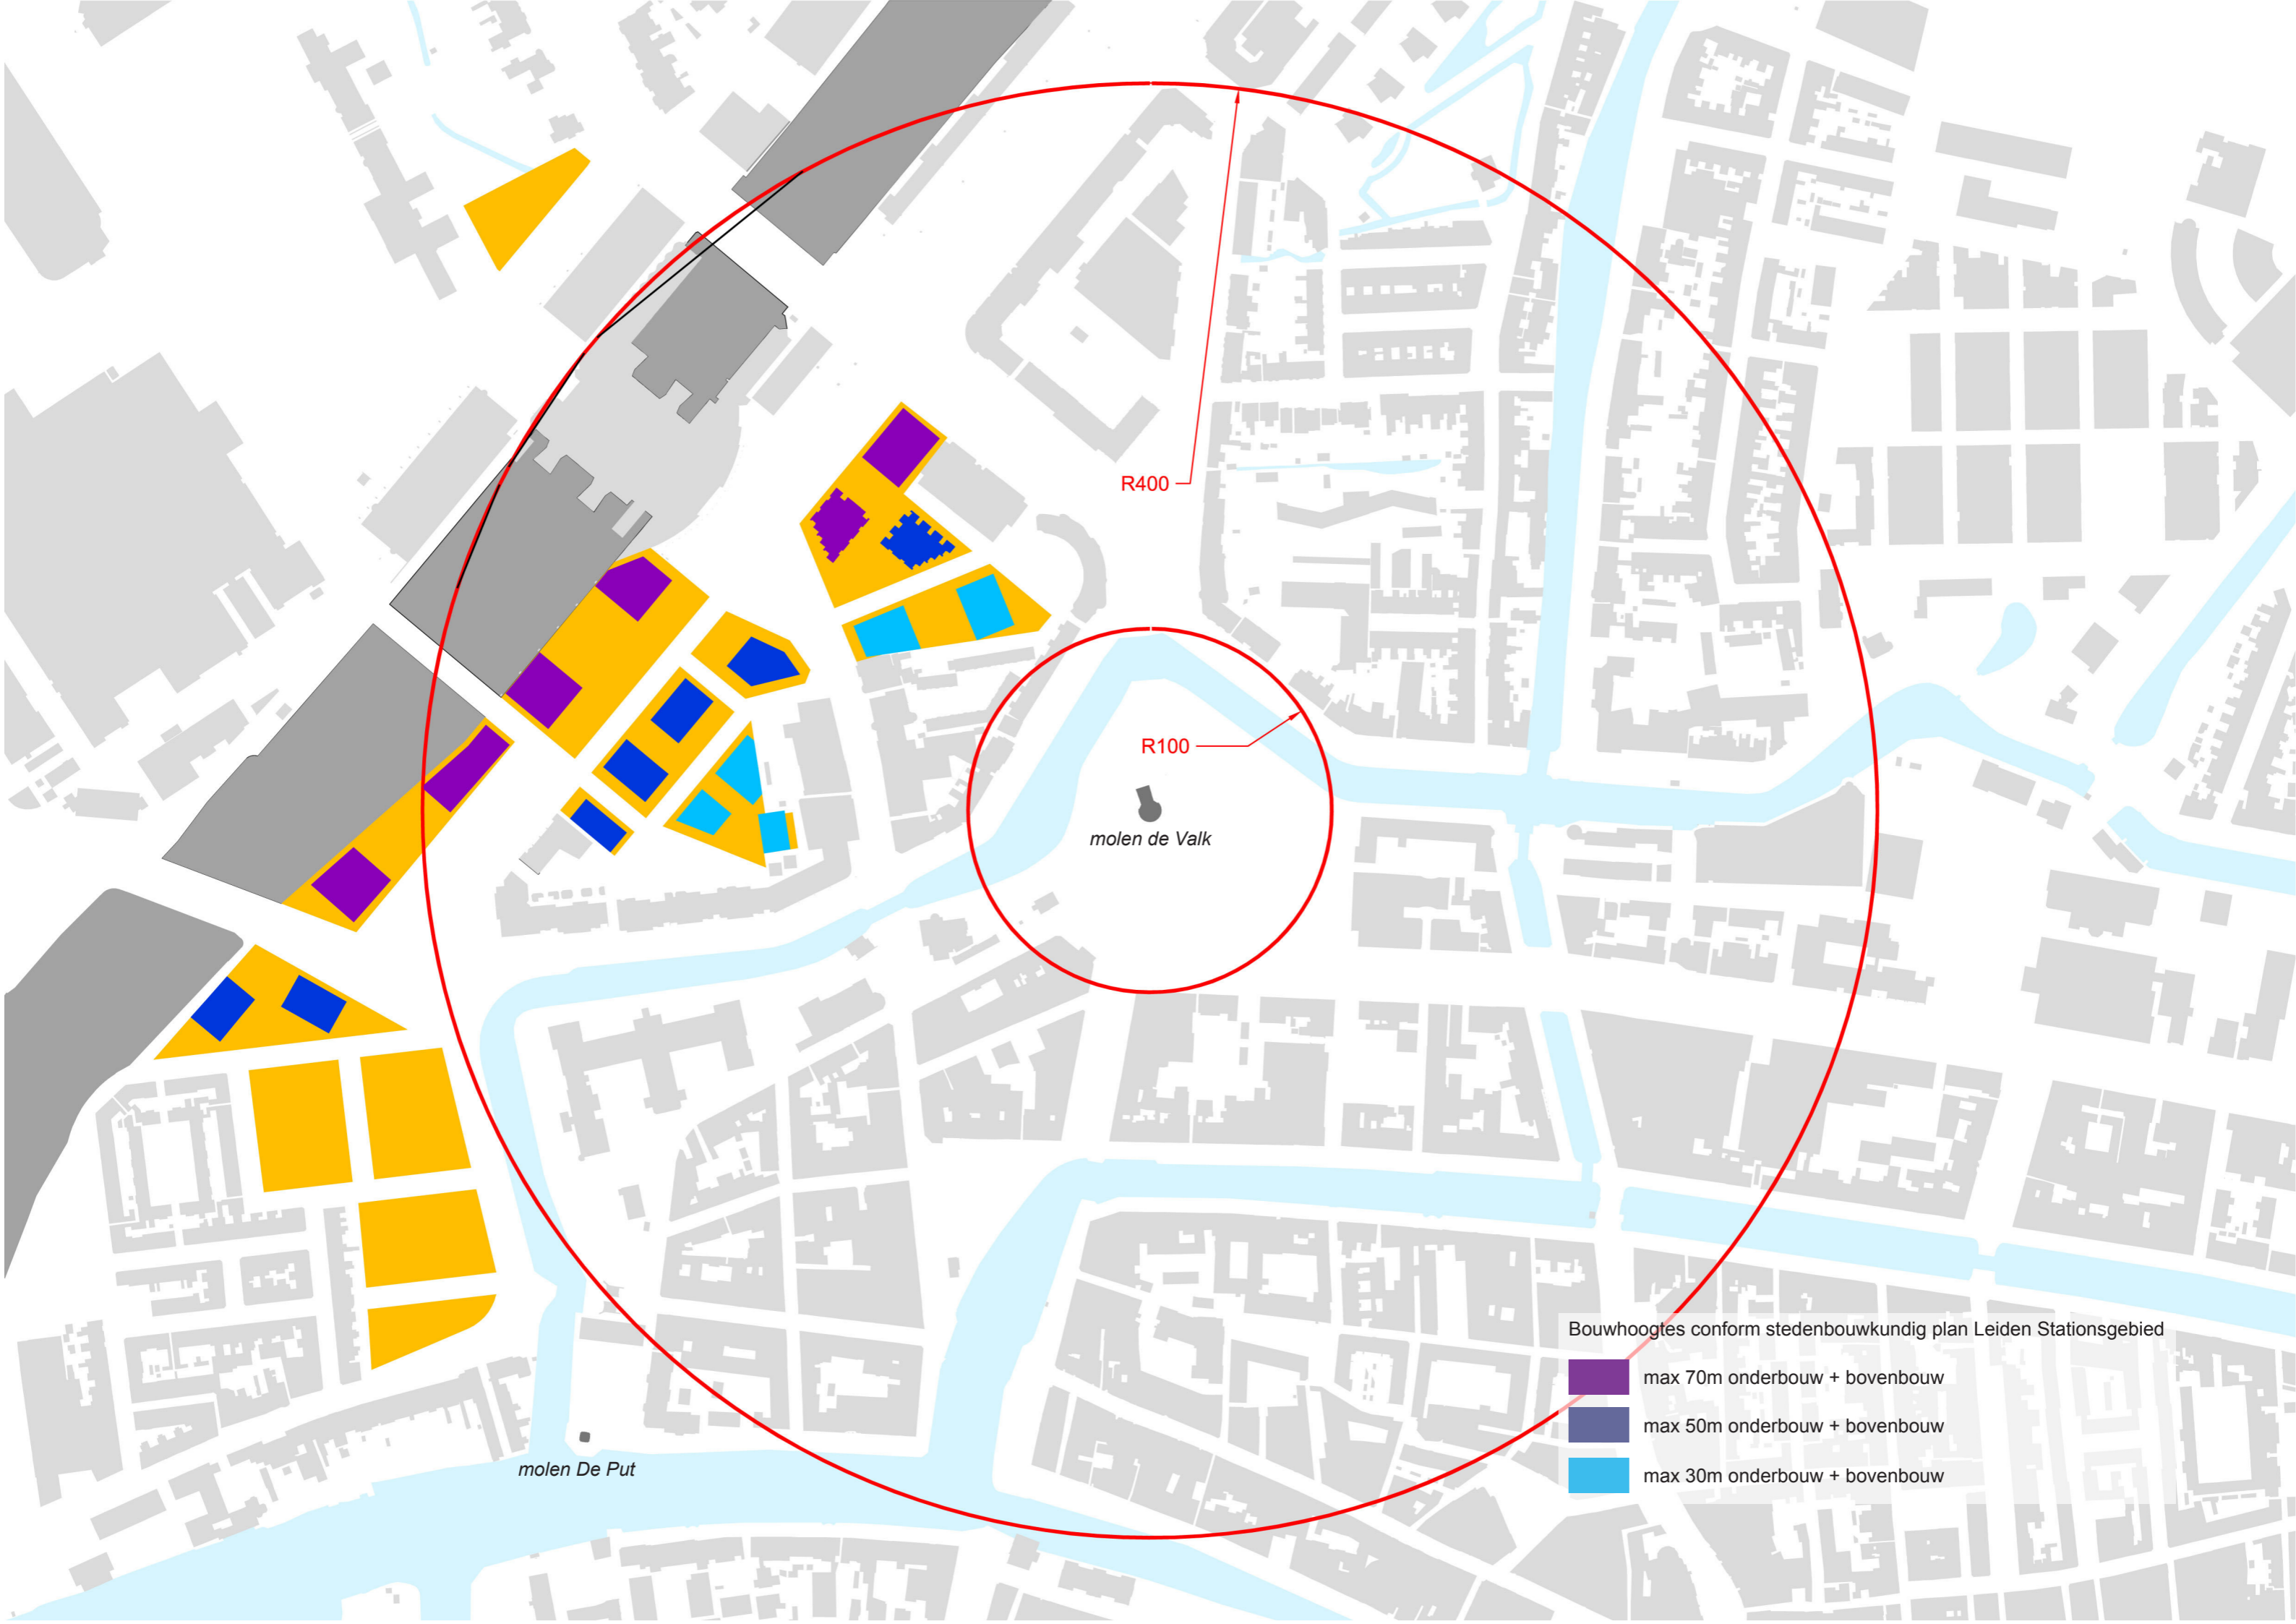 R400
R100
molen de Valk
Bouwhoogtes conform stedenbouwkundig plan Leiden Stationsgebied
max 70m onderbouw + bovenbouw
max 50m onderbouw + bovenbouw
max 30m onderbouw + bovenbouw
molen De Put